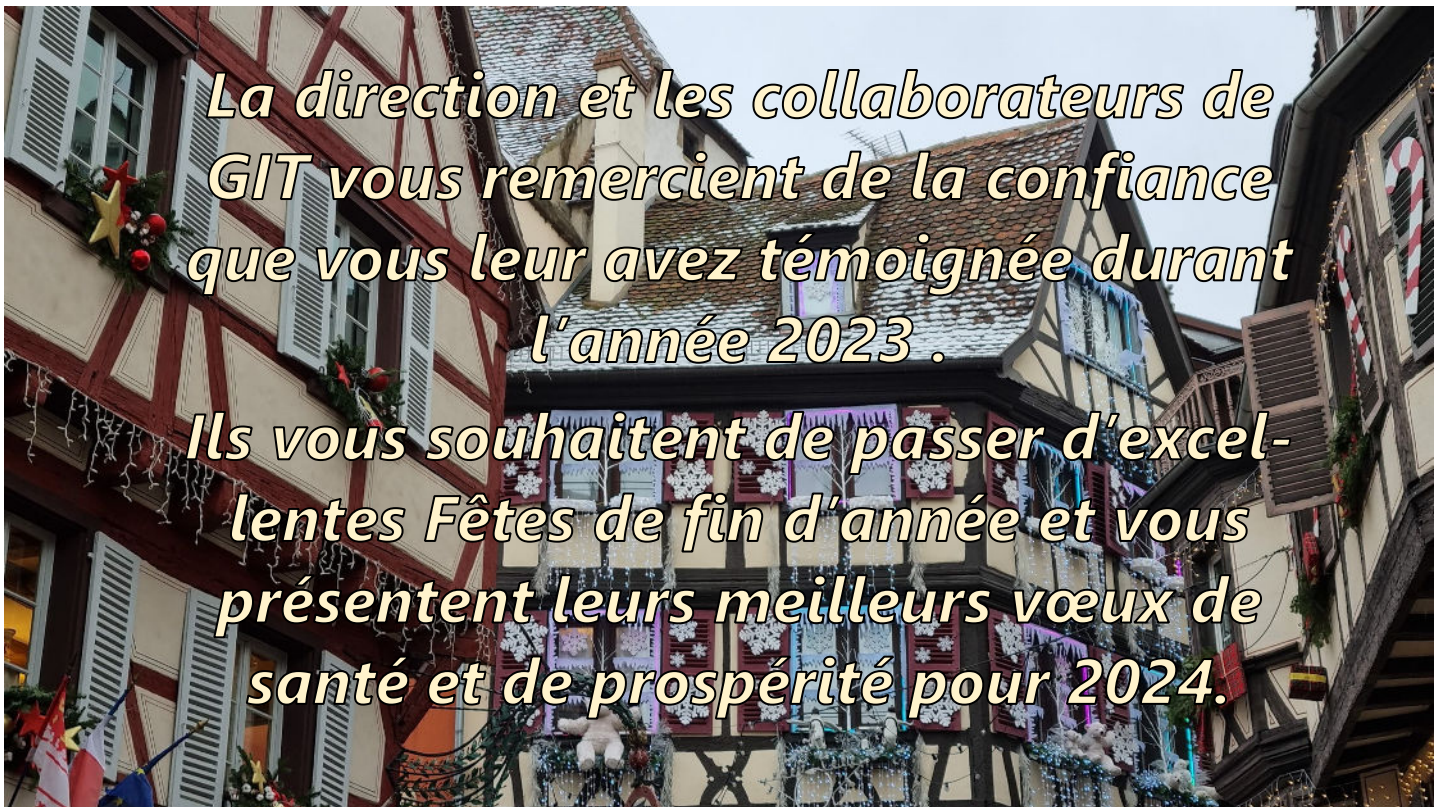 La direction et les collaborateurs de
GIT vous remercient de la confiance
que vous leur avez témoignée durant
l'année 2023 .
Ils vous souhaitent de passer d'excel-
lentes Fêtes de fin d'année et vous
présentent leurs meilleurs vœux de
santé et de prospérité pour 2024.